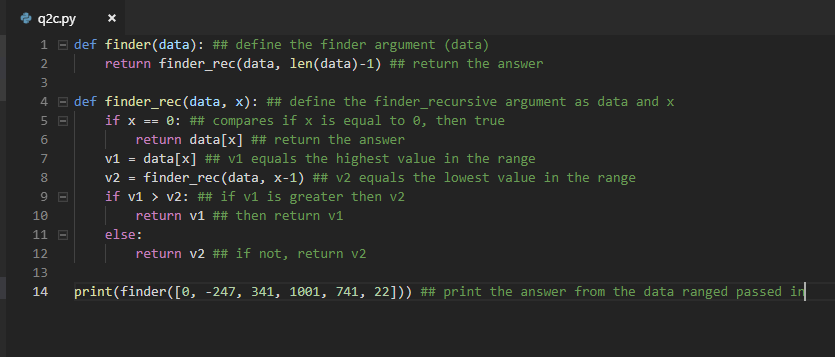 q2c.py ×
1 def finder(data): ## define the finder argument (data)
2     return finder_rec(data, len(data)-1) ## return the answer
3
4 def finder_rec(data, x): ## define the finder_recursive argument as data and x
5     if x == 0: ## compares if x is equal to 0, then true
6         return data[x] ## return the answer
7     v1 = data[x] ## v1 equals the highest value in the range
8     v2 = finder_rec(data, x-1) ## v2 equals the lowest value in the range
9     if v1 > v2: ## if v1 is greater then v2
10         return v1 ## then return v1
11     else:
12         return v2 ## if not, return v2
13
14 print(finder([0, -247, 341, 1001, 741, 22])) ## print the answer from the data ranged passed in